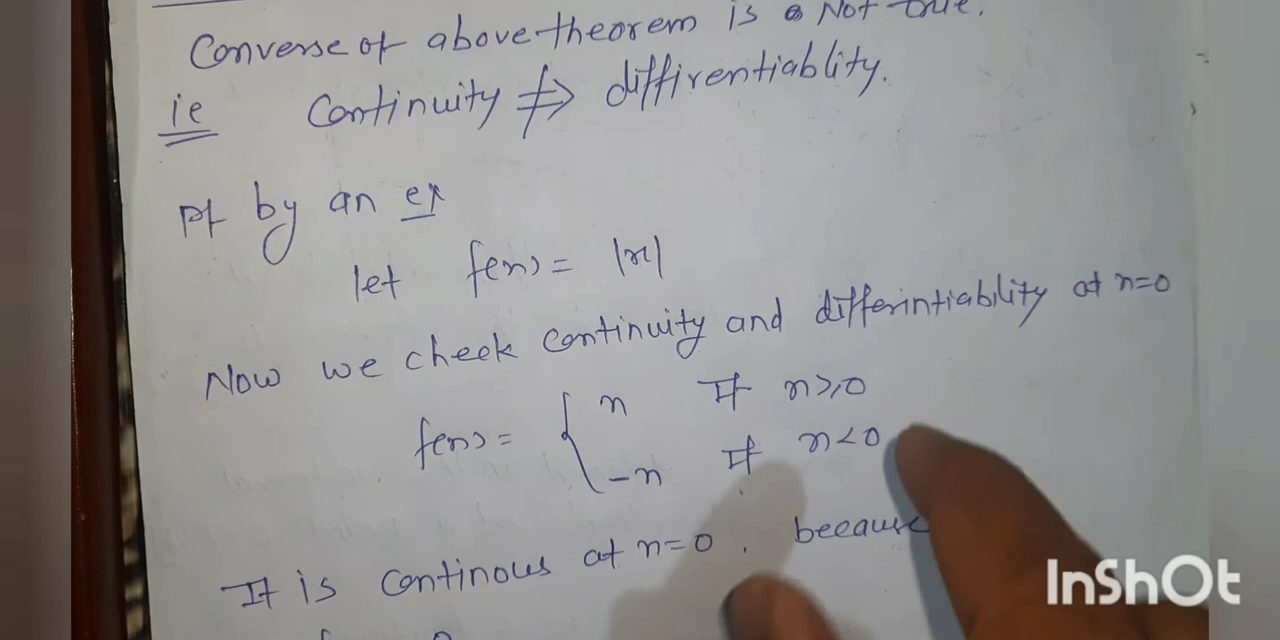 Converse of above theorem is Not true.
ie Continuity ⇏ diffirentiablity.
Pf by an ex
let f(x) = |x|
Now we check continuity and differintiability at x=0
f(x) = { x If x≥0
-x If x<0
It is continous at x=0. because
InShOt